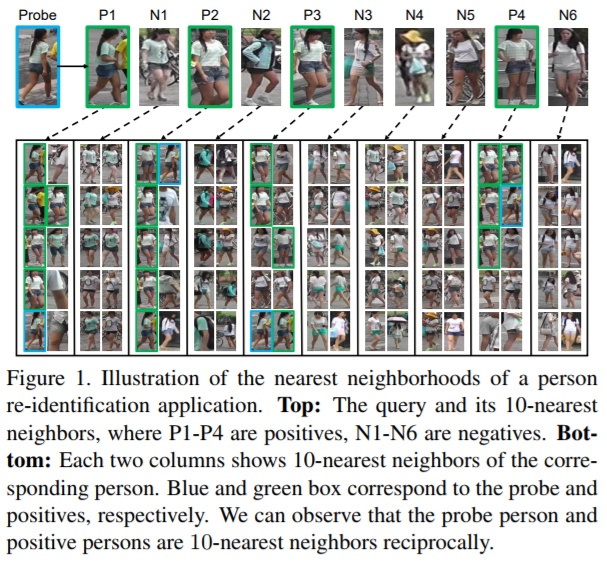 Probe P1 N1 P2 N2 P3 N3 N4 N5 P4 N6
Figure 1. Illustration of the nearest neighborhoods of a person
re-identification application. Top: The query and its 10-nearest
neighbors, where P1-P4 are positives, N1-N6 are negatives. Bot-
tom: Each two columns shows 10-nearest neighbors of the corre-
sponding person. Blue and green box correspond to the probe and
positives, respectively. We can observe that the probe person and
positive persons are 10-nearest neighbors reciprocally.